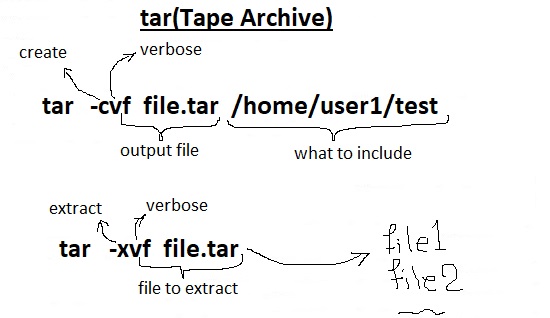 tar(Tape Archive)
create
verbose
tar -cvf file.tar /home/user1/test
output file
what to include
extract
verbose
tar -xvf file.tar
file to extract
file1
file2